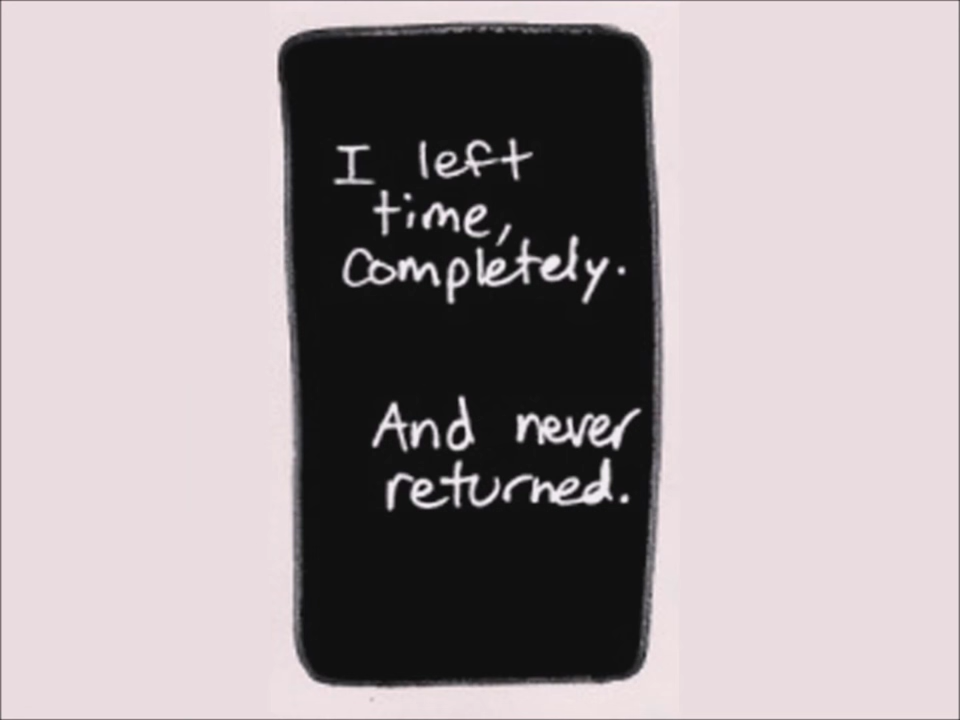 I left
time,
completely.
And never
returned.